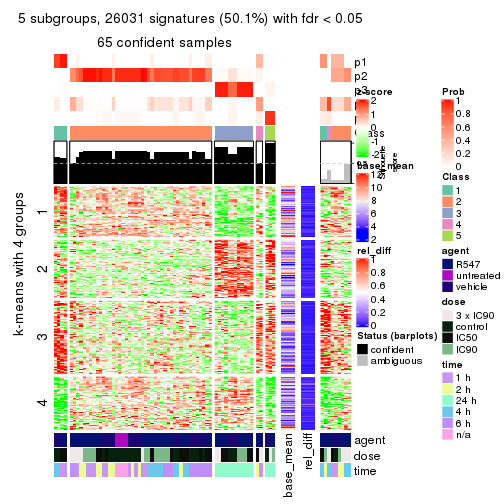 5 subgroups, 26031 signatures (50.1%) with fdr < 0.05
65 confident samples
p1
p2
z-score
2
1
0
-1
-2
Silhouette
score
base_mean
12
10
8
6
4
2
rel_diff
1
0.8
0.6
0.4
0.2
0
Status (barplots)
confident
ambiguous
Prob
1
0.8
0.6
0.4
0.2
0
Class
1
2
3
4
5
agent
R547
untreated
vehicle
dose
3 x IC90
control
IC50
IC90
time
1 h
2 h
24 h
4 h
6 h
n/a
k-means with 4 groups
1
2
3
4
agent
dose
time
base_mean
rel_diff